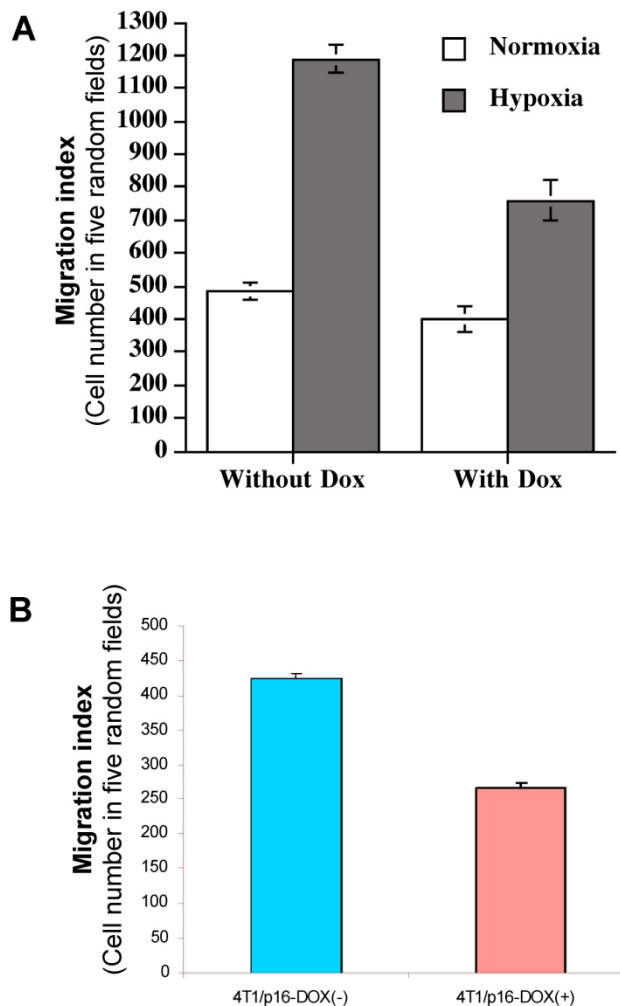 A
Migration index
(Cell number in five random fields)
1300
1200
1100
1000
900
800
700
600
500
400
300
200
100
0
Normoxia
Hypoxia
Without Dox
With Dox
B
Migration index
(Cell number in five random fields)
500
450
400
350
300
250
200
150
100
50
0
4T1/p16-DOX(-)
4T1/p16-DOX(+)